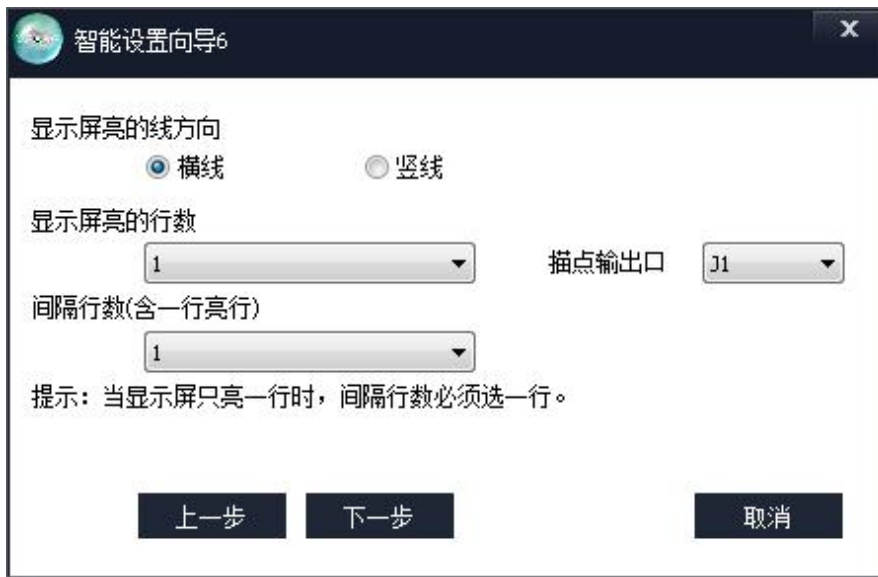 智能设置向导6
X
显示屏亮的线方向
横线 竖线
显示屏亮的行数
1 描点输出口 J1
间隔行数(含一行亮行)
1
提示：当显示屏只亮一行时，间隔行数必须选一行。
上一步 下一步 取消